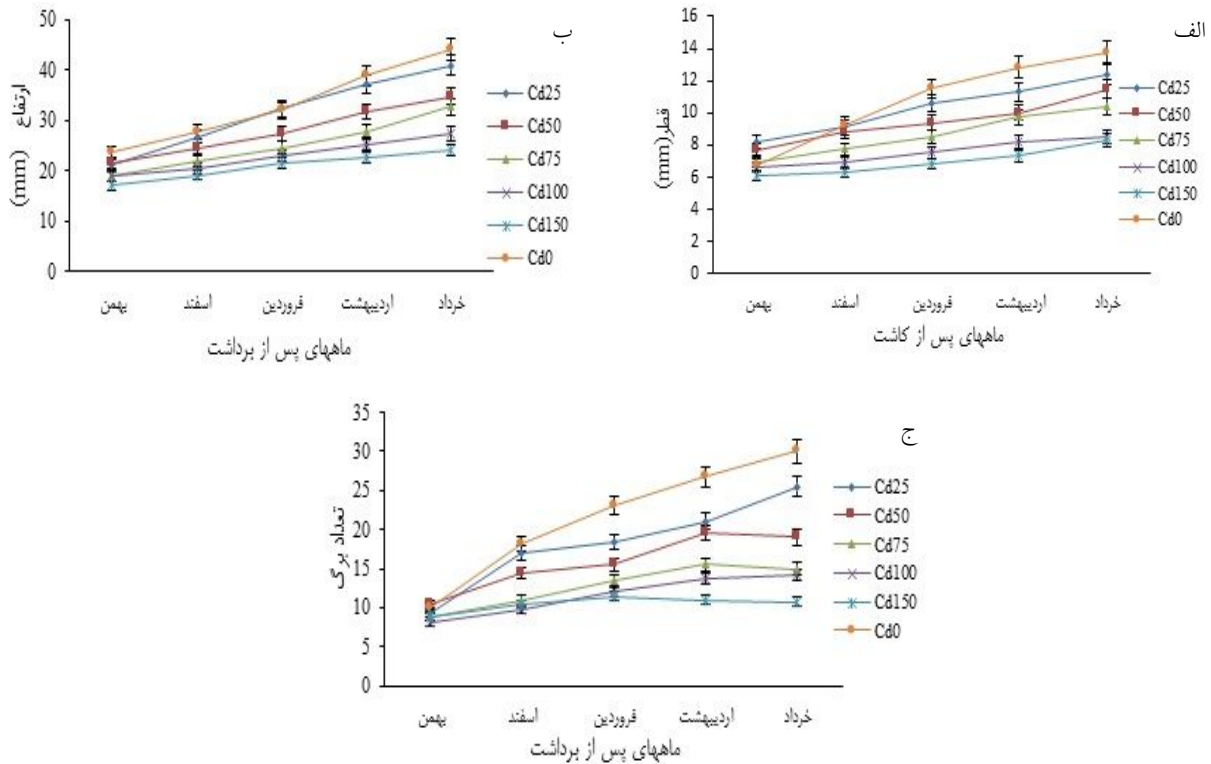 الف
16
14
12
10
8
6
4
2
0
قطر(mm)
بهمن اسفند فروردین اردیبهشت خرداد
ماههای پس از کاشت
Cd25
Cd50
Cd75
Cd100
Cd150
Cd0
ب
50
40
30
20
10
0
ارتفاع (mm)
بهمن اسفند فروردین اردیبهشت خرداد
ماههای پس از برداشت
Cd25
Cd50
Cd75
Cd100
Cd150
Cd0
ج
35
30
25
20
15
10
5
0
تعداد برگ
بهمن اسفند فروردین اردیبهشت خرداد
ماههای پس از برداشت
Cd25
Cd50
Cd75
Cd100
Cd150
Cd0